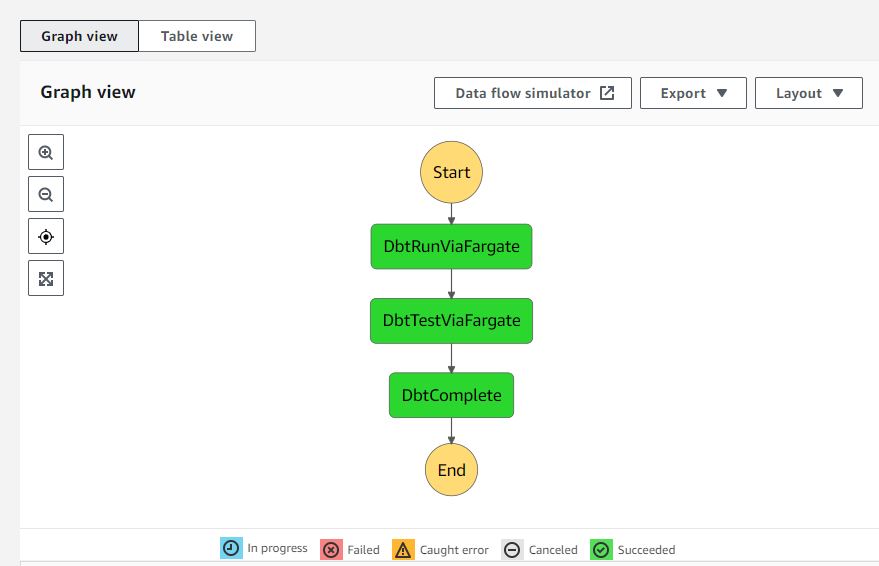 Graph view Table view
Graph view Data flow simulator Export Layout
Start
DbtRunViaFargate
DbtTestViaFargate
DbtComplete
End
In progress Failed Caught error Canceled Succeeded